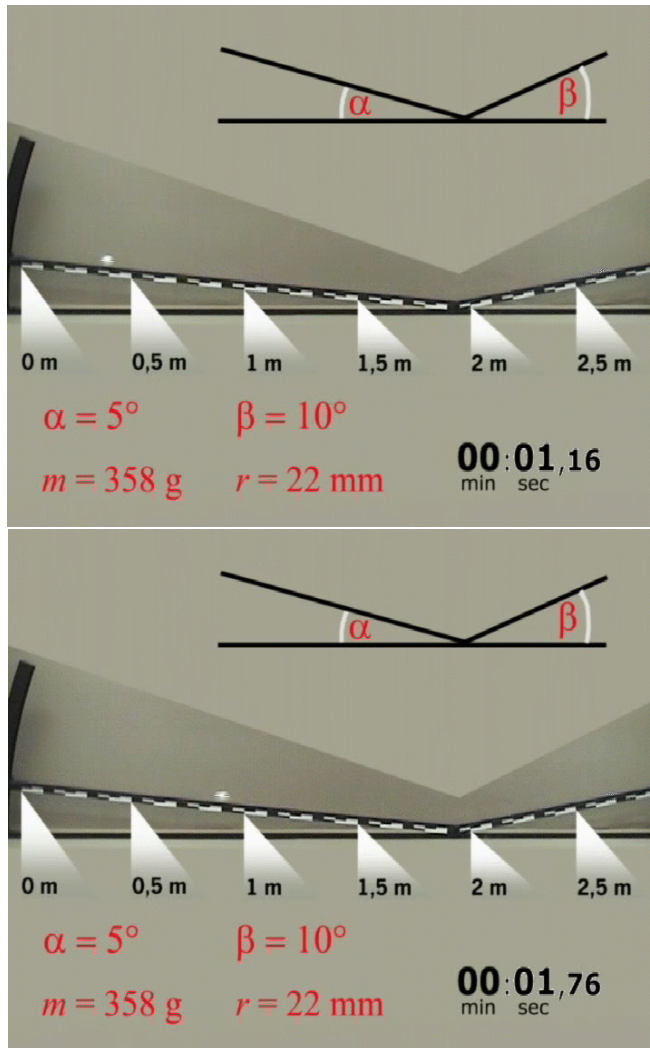 α
β
0 m 0,5 m 1 m 1,5 m 2 m 2,5 m
α = 5° β = 10°
m = 358 g r = 22 mm
00:01,16
min sec
α
β
0 m 0,5 m 1 m 1,5 m 2 m 2,5 m
α = 5° β = 10°
m = 358 g r = 22 mm
00:01,76
min sec